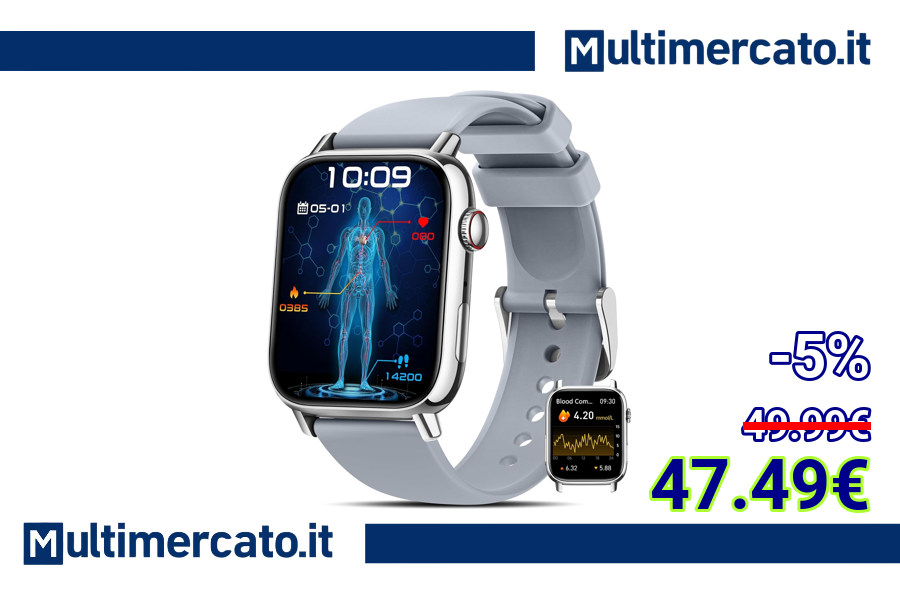 Multimercato.it
10:09
05-01
080
0385
14200
-5%
Blood Com... 09:30
4.20 mmol/L
6.32 5.88
49.99€
47.49€
Multimercato.it